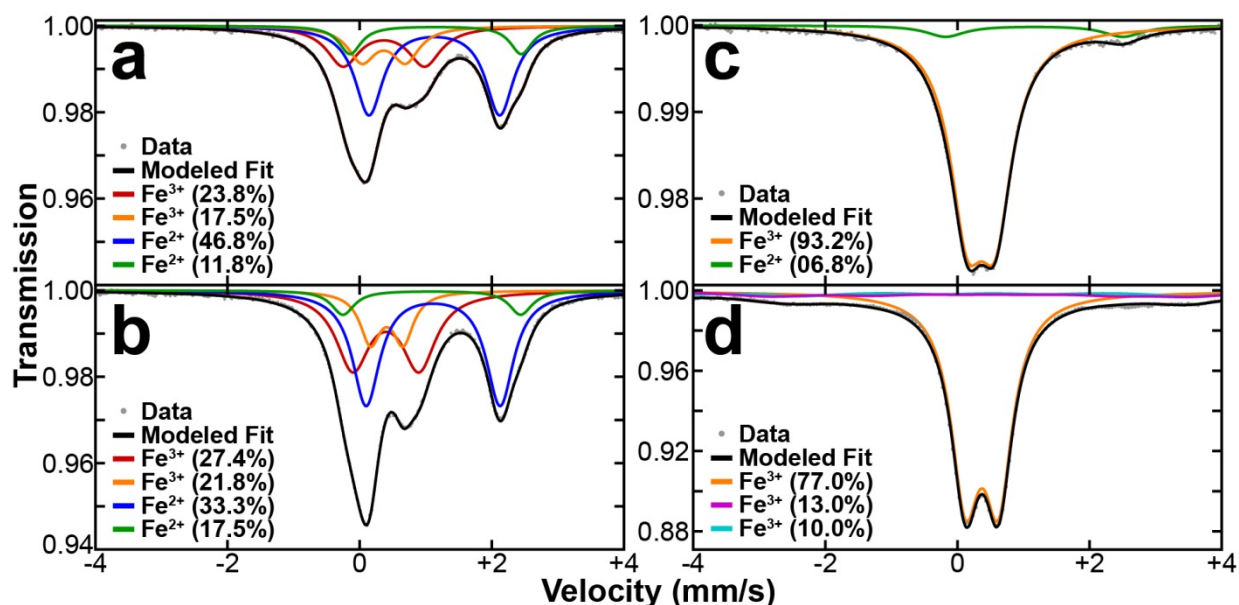 a
1.00
0.98
0.96
Data
Modeled Fit
Fe³⁺ (23.8%)
Fe³⁺ (17.5%)
Fe²⁺ (46.8%)
Fe²⁺ (11.8%)
b
1.00
0.98
0.96
0.94
Data
Modeled Fit
Fe³⁺ (27.4%)
Fe³⁺ (21.8%)
Fe²⁺ (33.3%)
Fe²⁺ (17.5%)
-4
-2
0
+2
+4
Transmission
c
1.00
0.99
0.98
Data
Modeled Fit
Fe³⁺ (93.2%)
Fe²⁺ (06.8%)
d
1.00
0.96
0.92
0.88
Data
Modeled Fit
Fe³⁺ (77.0%)
Fe³⁺ (13.0%)
Fe³⁺ (10.0%)
-4
-2
0
+2
4
Velocity (mm/s)